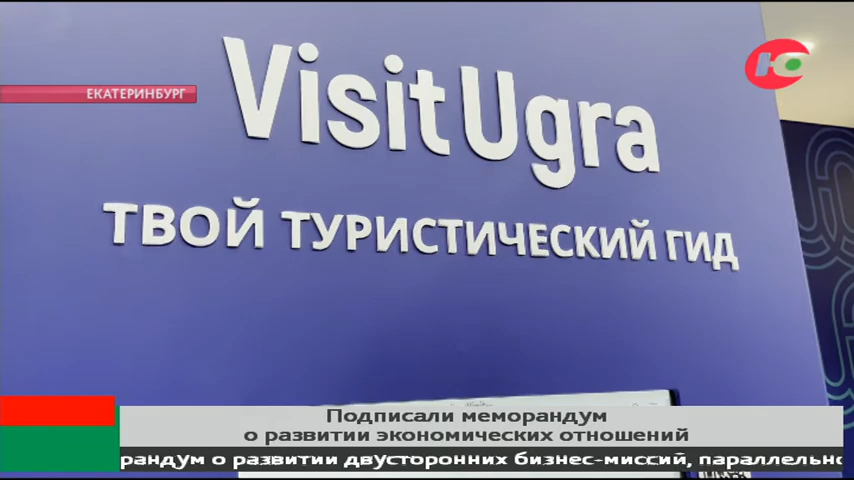 Visit Ugra
ЕКАТЕРИНБУРГ
Ю
ТВОЙ ТУРИСТИЧЕСКИЙ ГИД
Подписали меморандум
о развитии экономических отношений
рандум о развитии двусторонних бизнес-миссий, параллельно